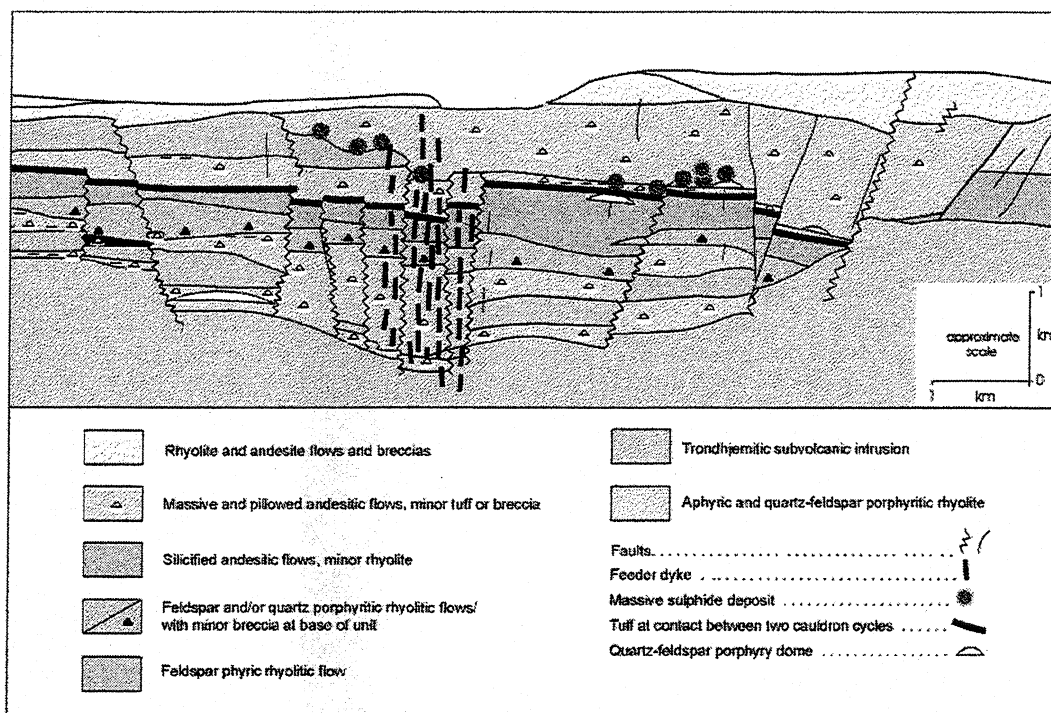 1
approximate
scale
km
0
1
km
Rhyolite and andesite flows and breccias
Massive and pillowed andesitic flows, minor tuff or breccia
Silicified andesitic flows, minor rhyolite
Feldspar and/or quartz porphyritic rhyolitic flows/
with minor breccia at base of unit
Feldspar phyric rhyolitic flow
Trondhjemitic subvolcanic intrusion
Aphyric and quartz-feldspar porphyritic rhyolite
Faults
Feeder dyke
Massive sulphide deposit
Tuff at contact between two cauldron cycles
Quartz-feldspar porphyry dome